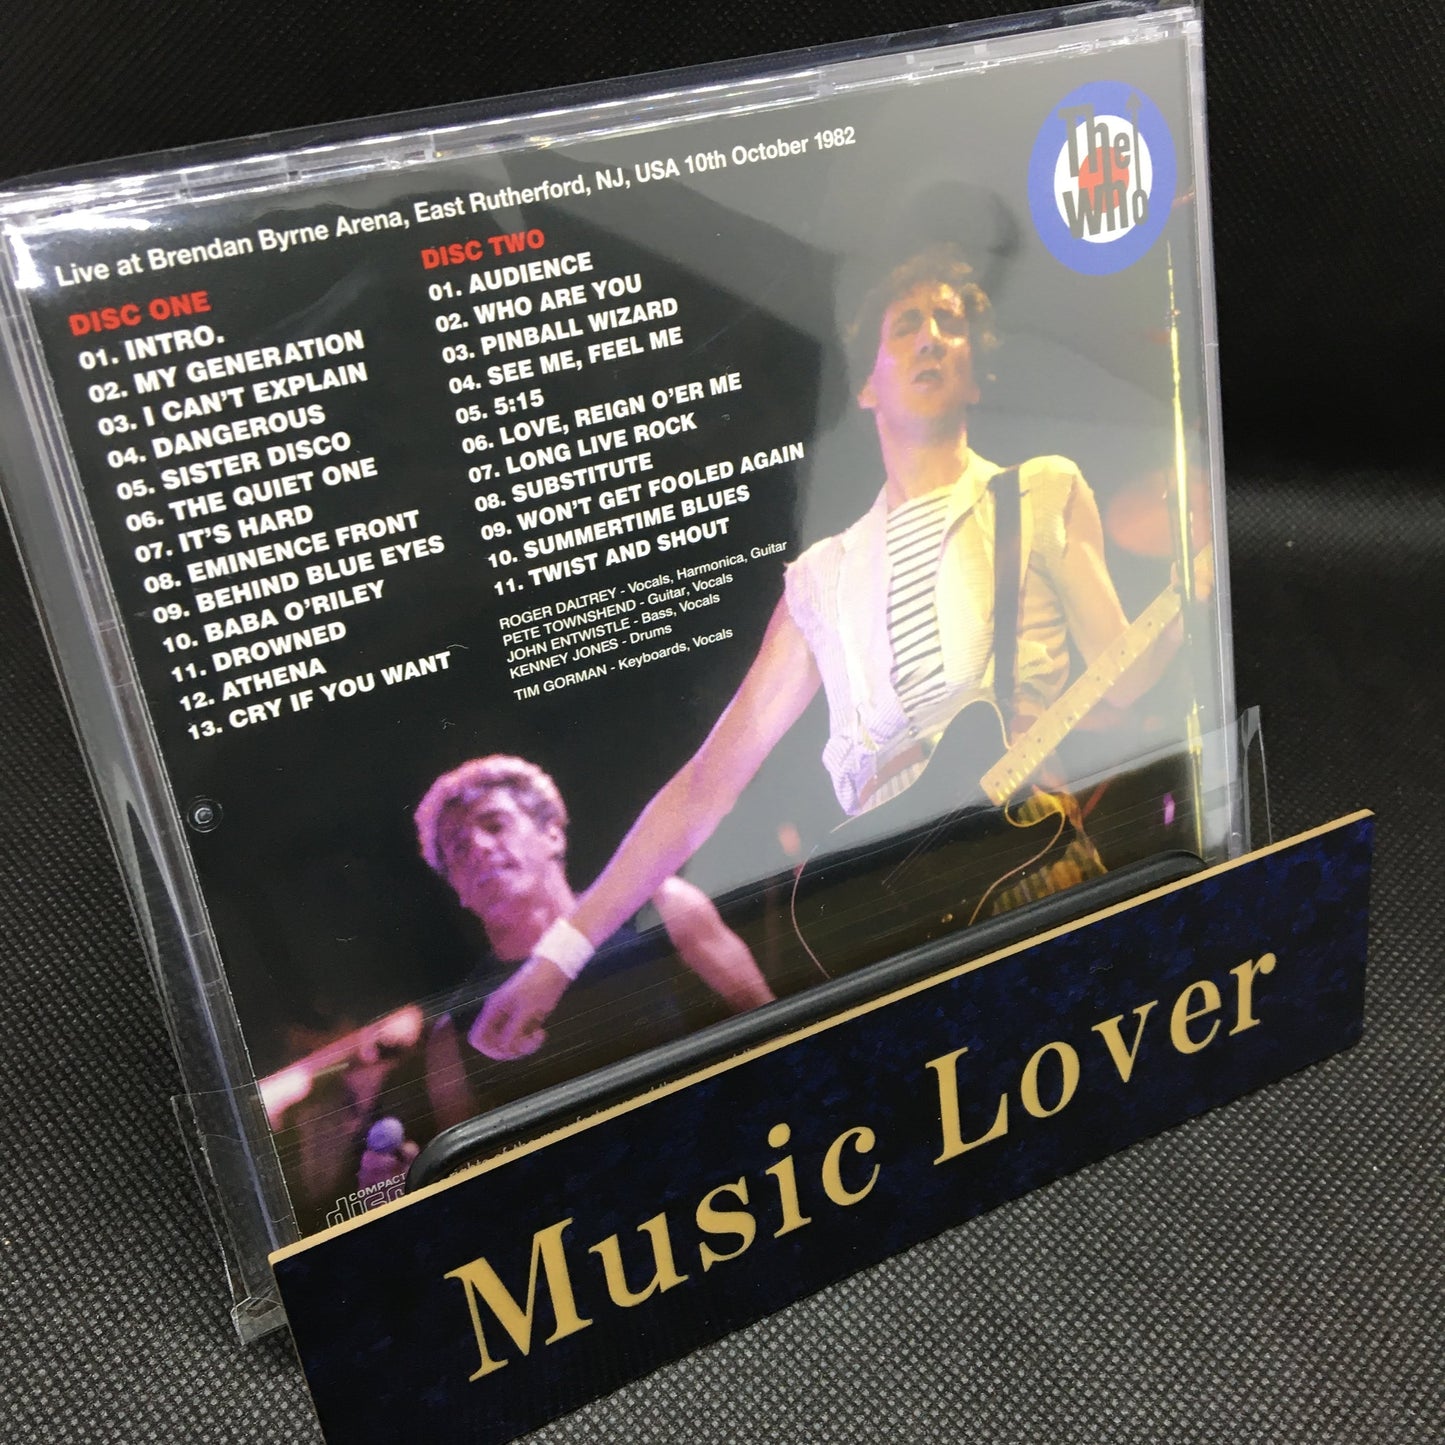 Live at Brendan Byrne Arena, East Rutherford, NJ, USA 10th October 1982
The Who
DISC ONE
01. INTRO.
02. MY GENERATION
03. I CAN'T EXPLAIN
04. DANGEROUS
05. SISTER DISCO
06. THE QUIET ONE
07. IT'S HARD
08. EMINENCE FRONT
09. BEHIND BLUE EYES
10. BABA O'RILEY
11. DROWNED
12. ATHENA
13. CRY IF YOU WANT
DISC TWO
01. AUDIENCE
02. WHO ARE YOU
03. PINBALL WIZARD
04. SEE ME, FEEL ME
05. 5:15
06. LOVE, REIGN O'ER ME
07. LONG LIVE ROCK
08. SUBSTITUTE
09. WON'T GET FOOLED AGAIN
10. SUMMERTIME BLUES
11. TWIST AND SHOUT
ROGER DALTREY - Vocals, Harmonica, Guitar
PETE TOWNSHEND - Guitar, Vocals
JOHN ENTWISTLE - Bass, Vocals
KENNEY JONES - Drums
TIM GORMAN - Keyboards, Vocals
COMPACT
disc
Music Lover